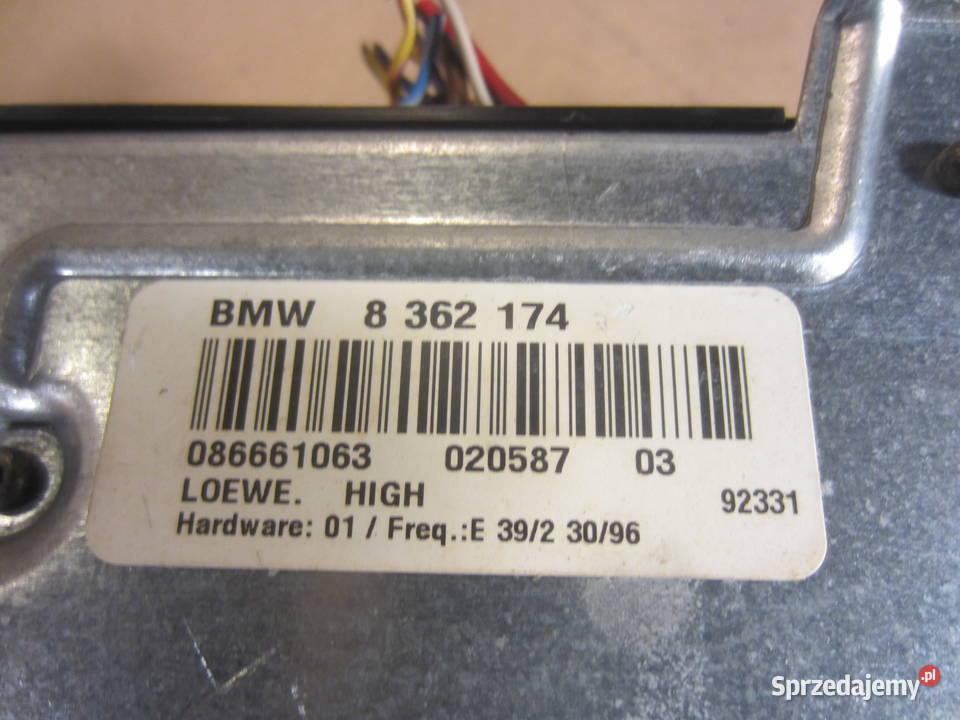 BMW 8 362 174
086661063 020587 03
LOEWE. HIGH 92331
Hardware: 01 / Freq.:E 39/2 30/96
Sprzedajemy.pl